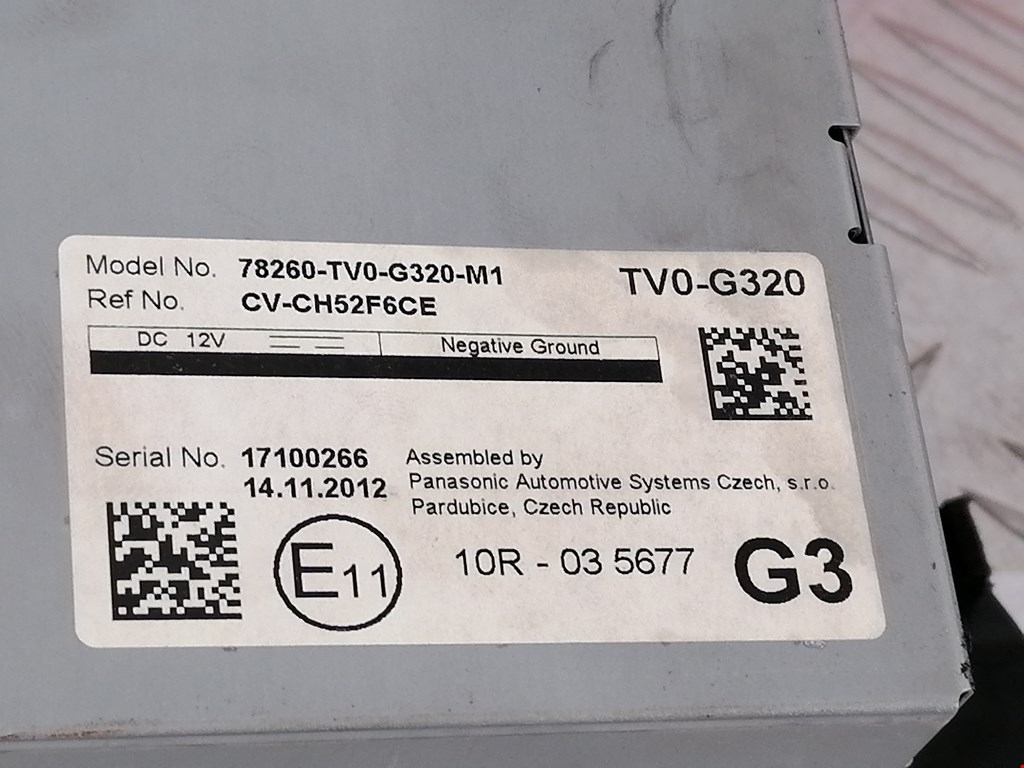 Model No. 78260-TV0-G320-M1
TV0-G320
Ref No. CV-CH52F6CE
DC 12V
Negative Ground
Serial No. 17100266
14.11.2012
Assembled by
Panasonic Automotive Systems Czech, s.r.o.
Pardubice, Czech Republic
E11
10R - 03 5677
G3